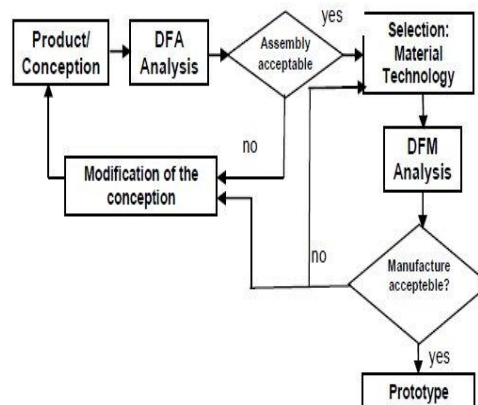 yes
Product/
Conception
DFA
Analysis
Assembly
acceptable
Selection:
Material
Technology
no
Modification of the
conception
DFM
Analysis
no
Manufacture
accepteble?
yes
Prototype